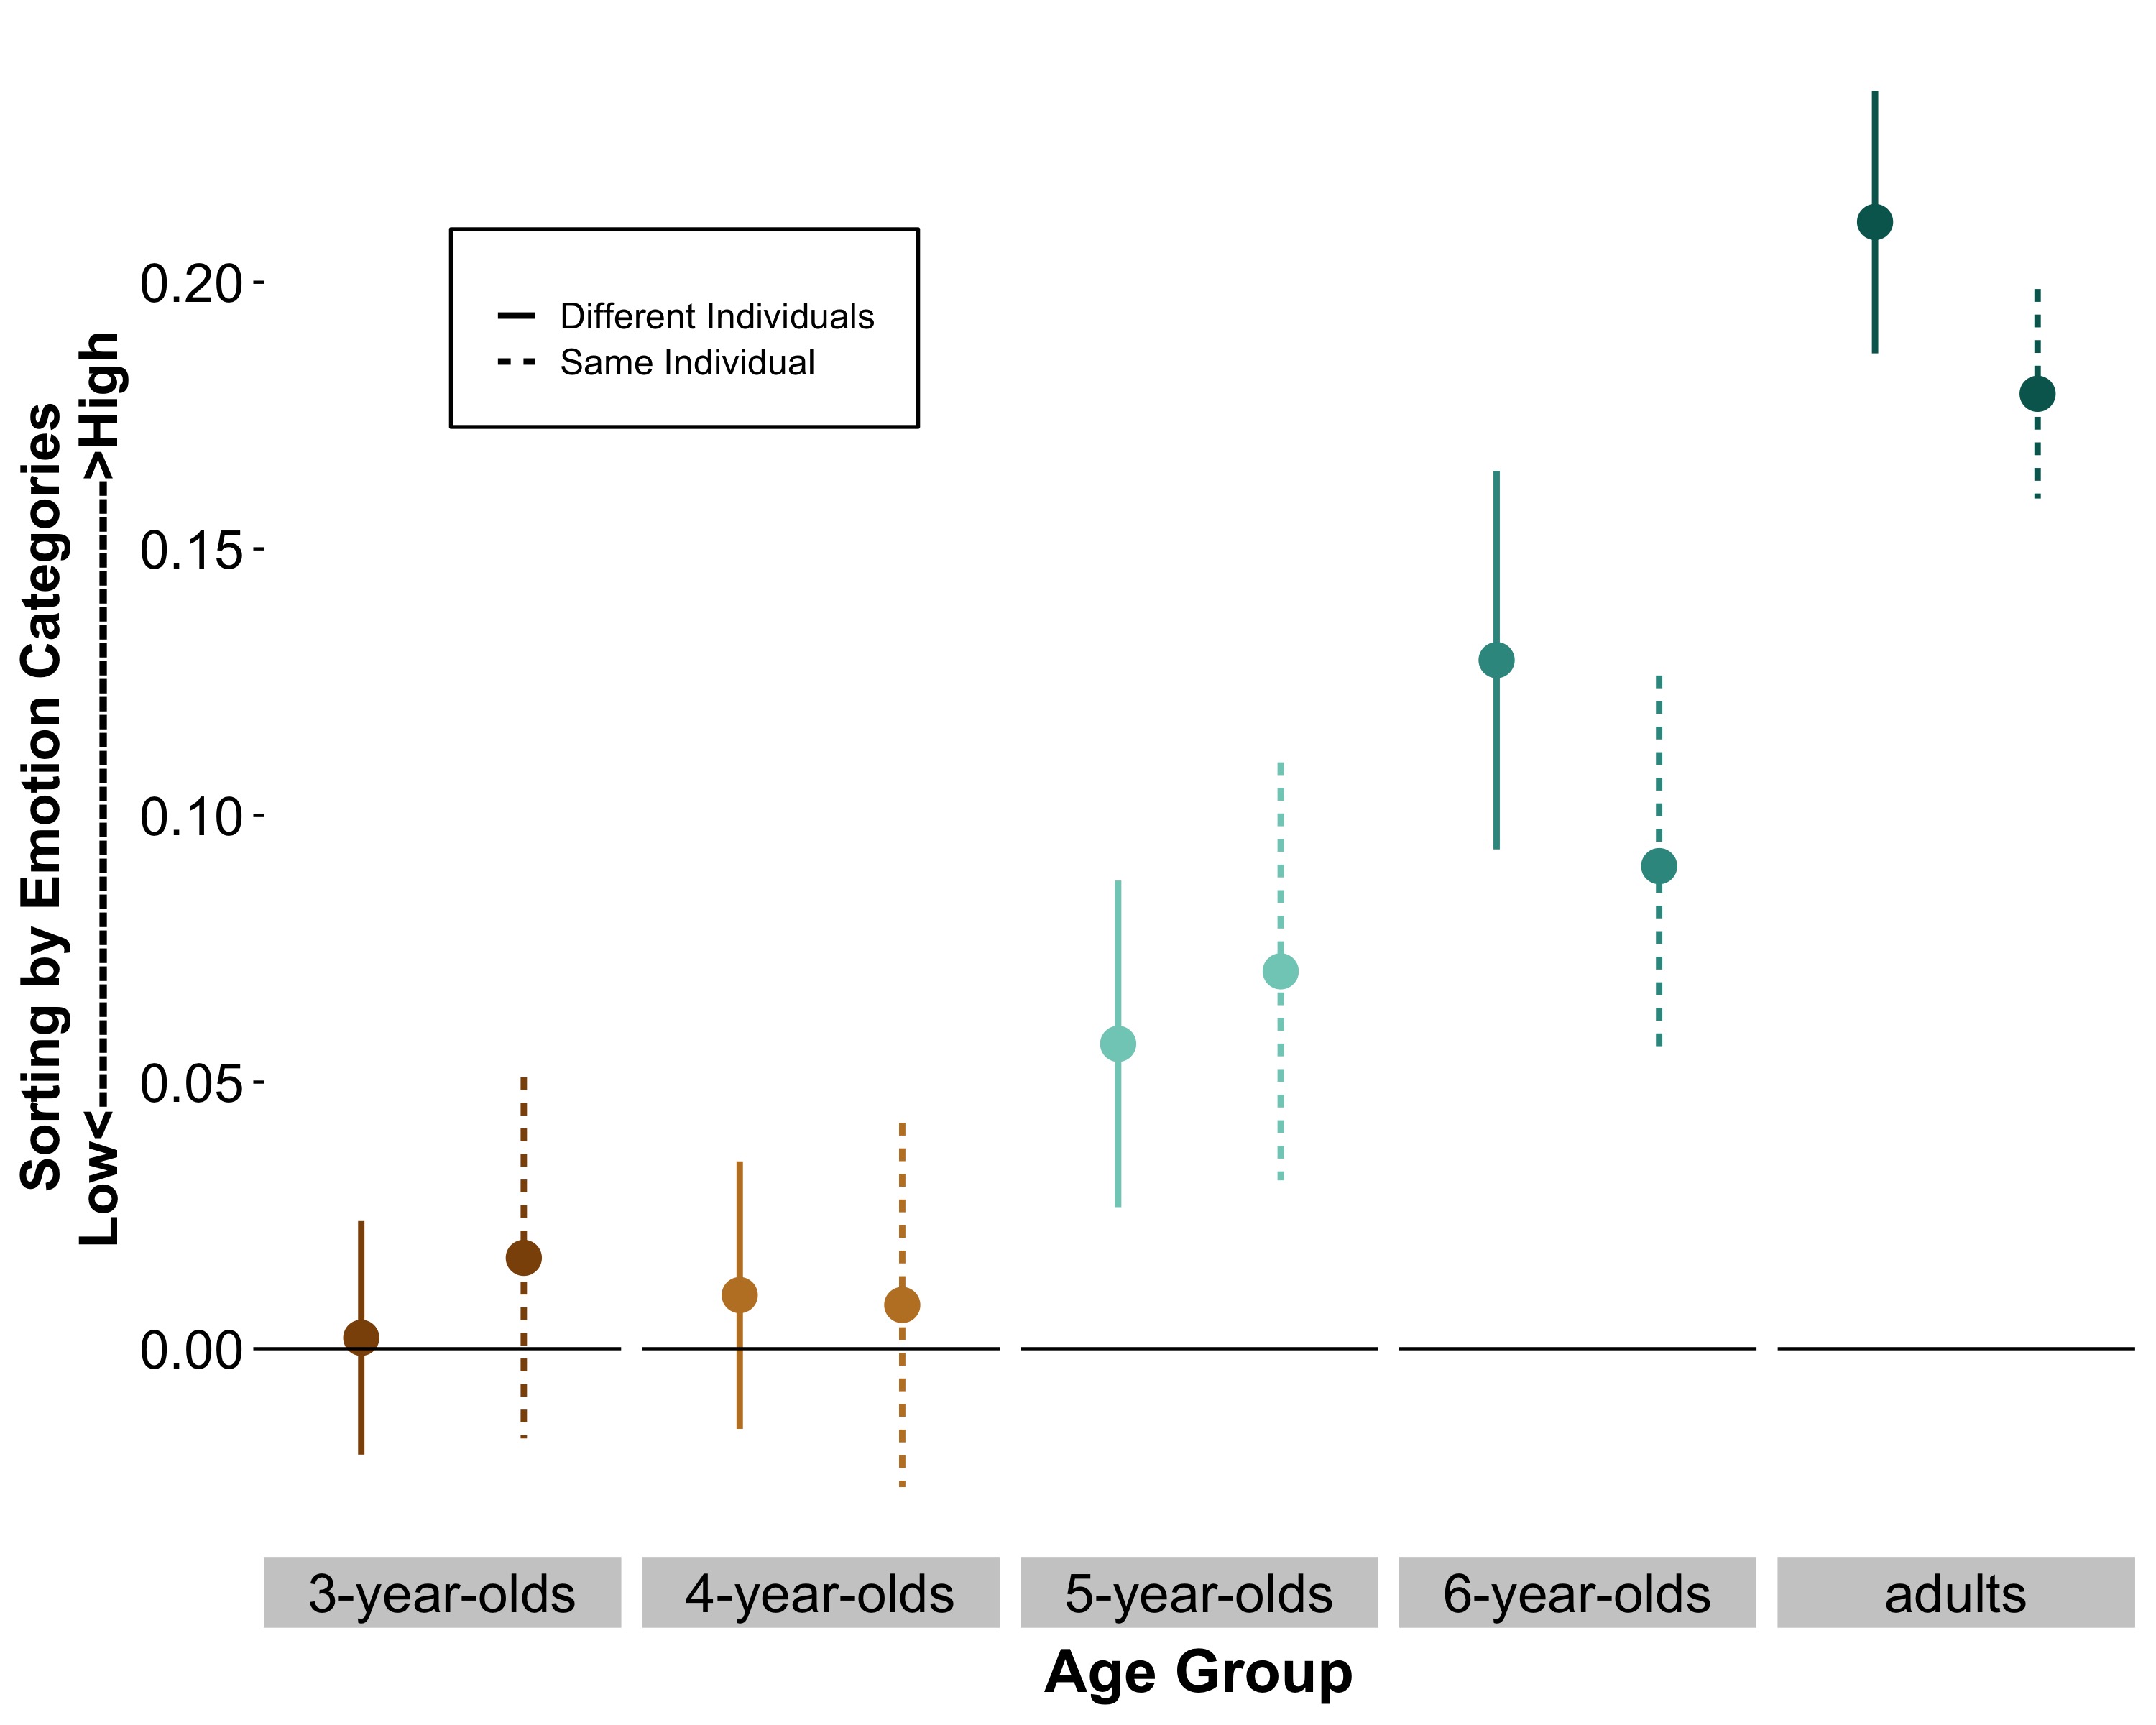 Sorting by Emotion Categories
Low<------------------------------------>High
0.20
0.15
0.10
0.05
0.00
Different Individuals
Same Individual
3-year-olds
4-year-olds
5-year-olds
6-year-olds
adults
Age Group